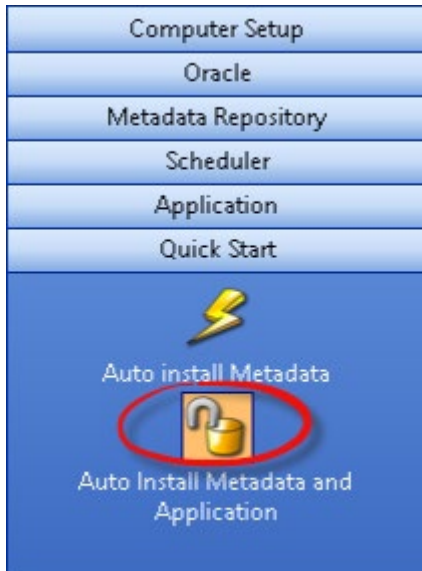 Computer Setup
Oracle
Metadata Repository
Scheduler
Application
Quick Start
Auto install Metadata
Auto Install Metadata and
Application